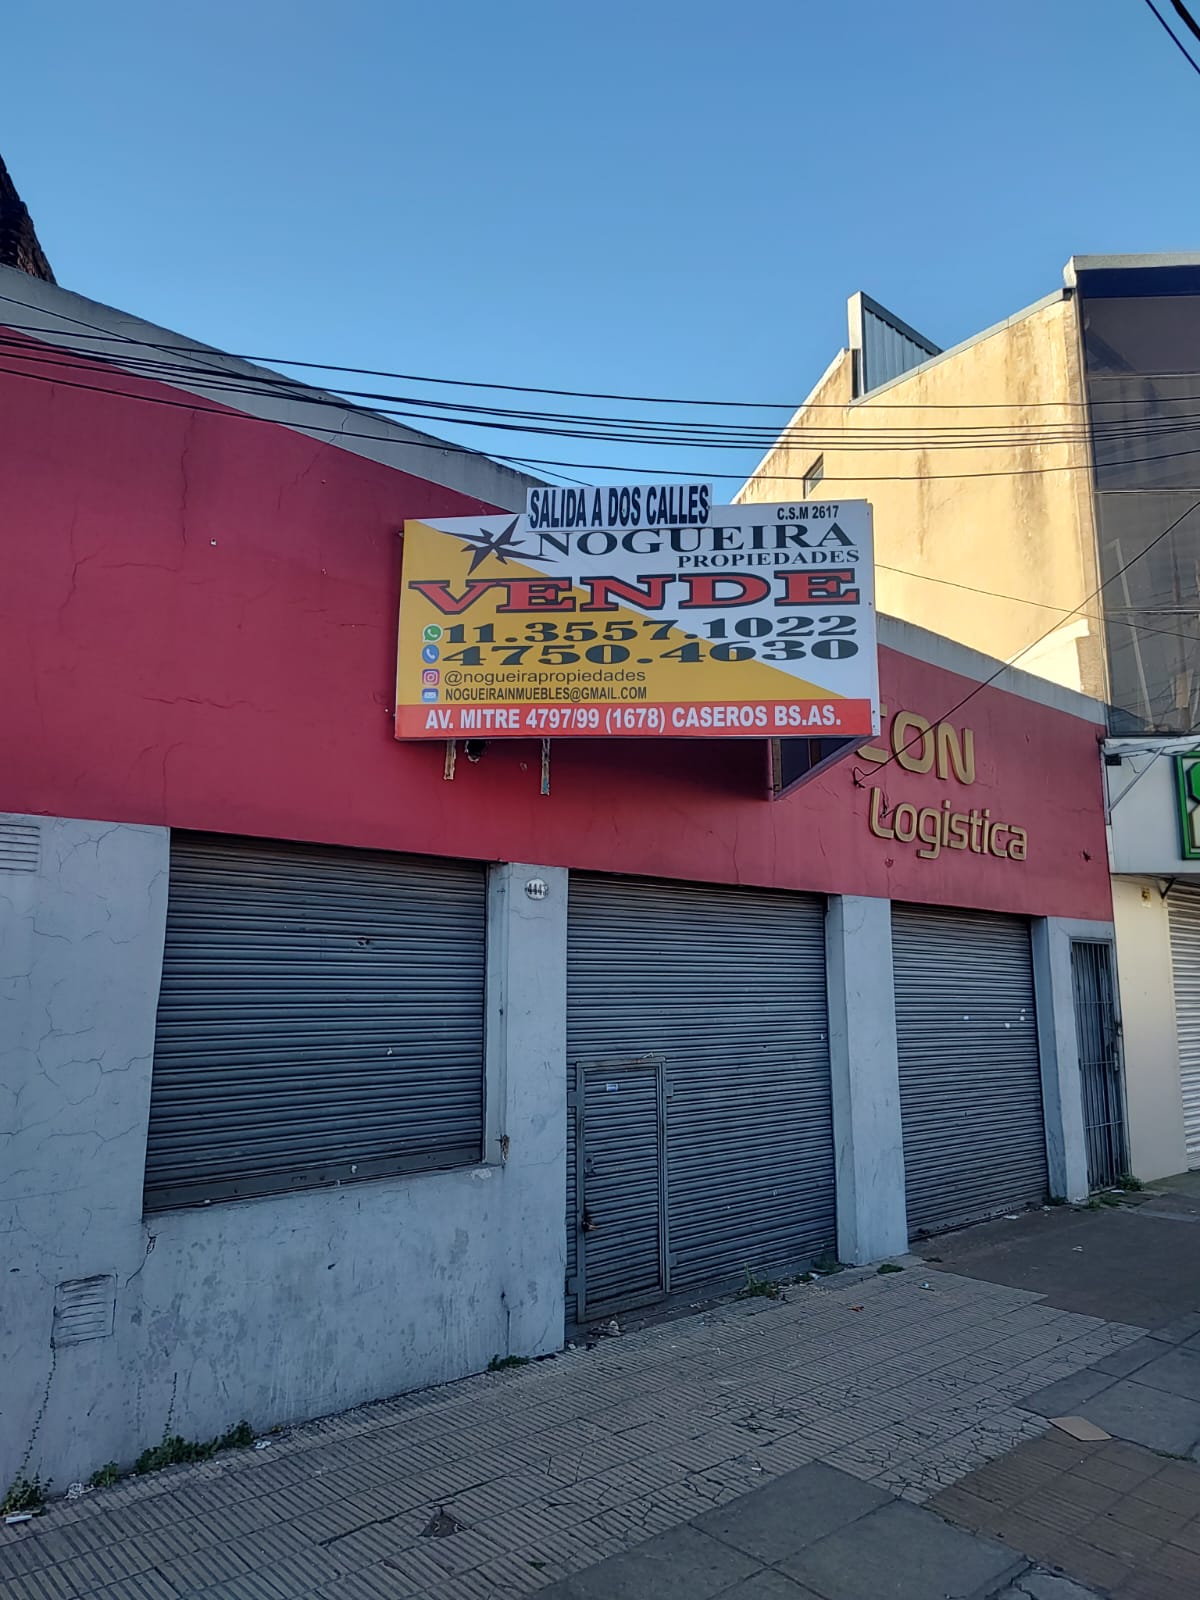 SALIDA A DOS CALLES
C.S.M 2617
NOGUEIRA
PROPIEDADES
VENDE
11.3557.1022
4750.4630
@nogueirapropiedades
NOGUEIRAINMUEBLES@GMAIL.COM
AV. MITRE 4797/99 (1678) CASEROS BS.AS.
CON
Logistica